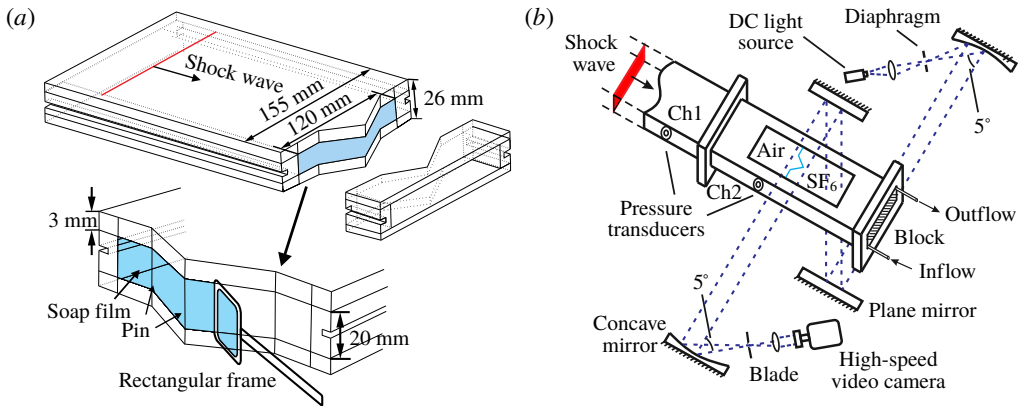 (a)
Shock wave
155 mm
120 mm
26 mm
3 mm
Soap film
Pin
20 mm
Rectangular frame
(b)
DC light
source
Diaphragm
Shock
wave
5°
Ch1
Air
SF6
Ch2
Pressure
transducers
Outflow
Block
Inflow
5°
Plane mirror
Concave
mirror
Blade
High-speed
video camera